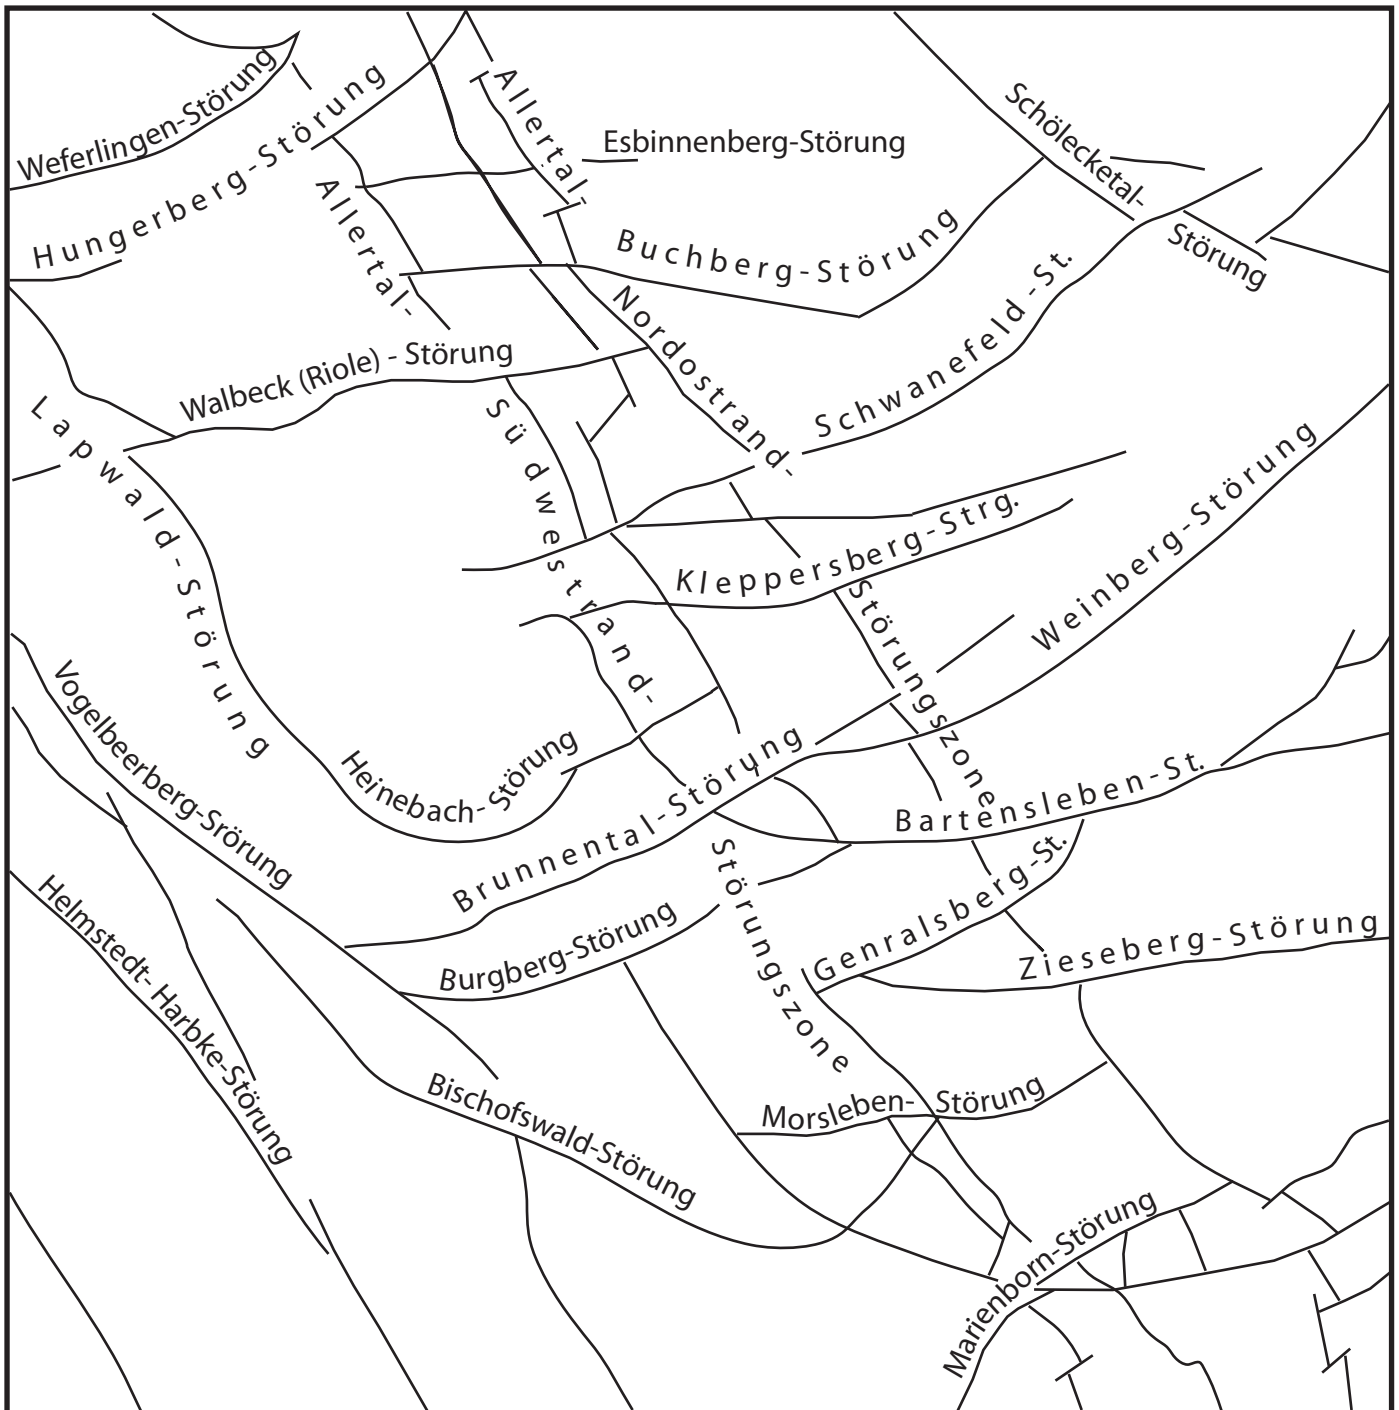 Weferlingen-Störung
Hungerberg-Störung
Allertal-
Südwestrand-
Störungszone
Allertal-
Nordostrand-
Störungszone
Esbinnenberg-Störung
Schölecketal-
Störung
Buchberg-Störung
Walbeck (Riole) - Störung
Schwanefeld-St.
Lapwald-Störung
Kleppersberg-Strg.
Weinberg-Störung
Vogelbeerberg-Srörung
Heinebach-Störung
Brunnental-Störung
Bartensleben-St.
Helmstedt-Harbke-Störung
Burgberg-Störung
Genralsberg-St.
Zieseberg-Störung
Bischofswald-Störung
Morsleben-Störung
Marienborn-Störung